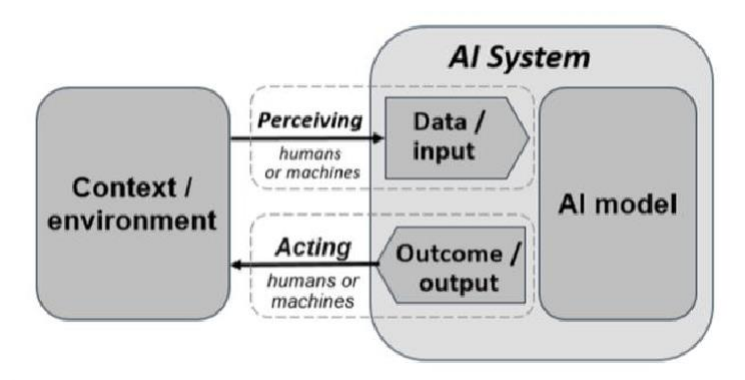 AI System
Context /
environment
Perceiving
humans
or machines
Data /
input
AI model
Acting
humans or
machines
Outcome /
output